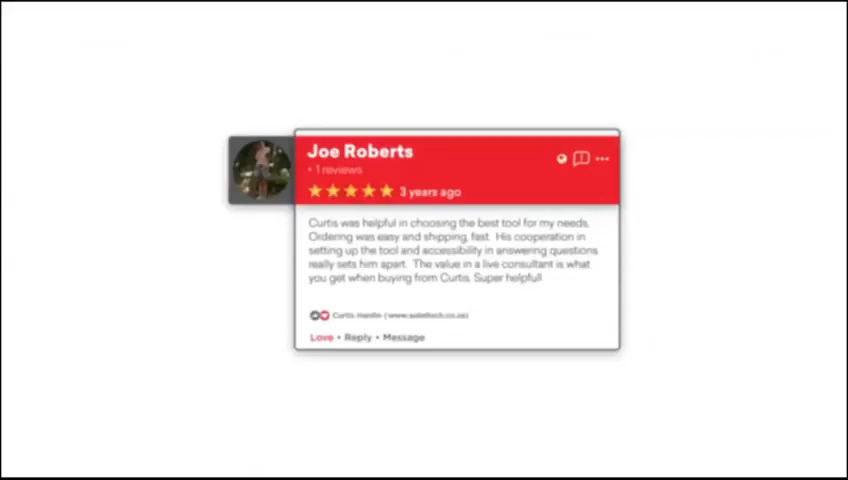 Joe Roberts
• 1 reviews
3 years ago
Curtis was helpful in choosing the best tool for my needs.
Ordering was easy and shipping, fast. His cooperation in
setting up the tool and accessibility in answering questions
really sets him apart. The value in a live consultant is what
you get when buying from Curtis. Super helpful!
Curtis
Love • Reply • Message